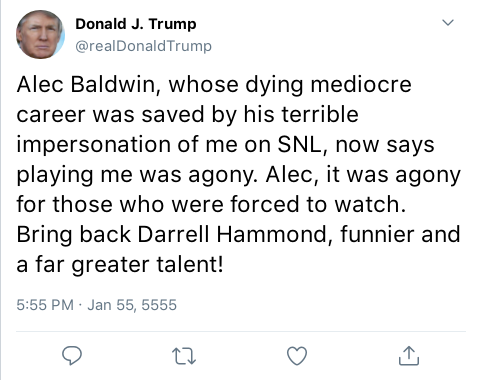 Donald J. Trump
@realDonaldTrump
Alec Baldwin, whose dying mediocre
career was saved by his terrible
impersonation of me on SNL, now says
playing me was agony. Alec, it was agony
for those who were forced to watch.
Bring back Darrell Hammond, funnier and
a far greater talent!
5:55 PM · Jan 55, 5555